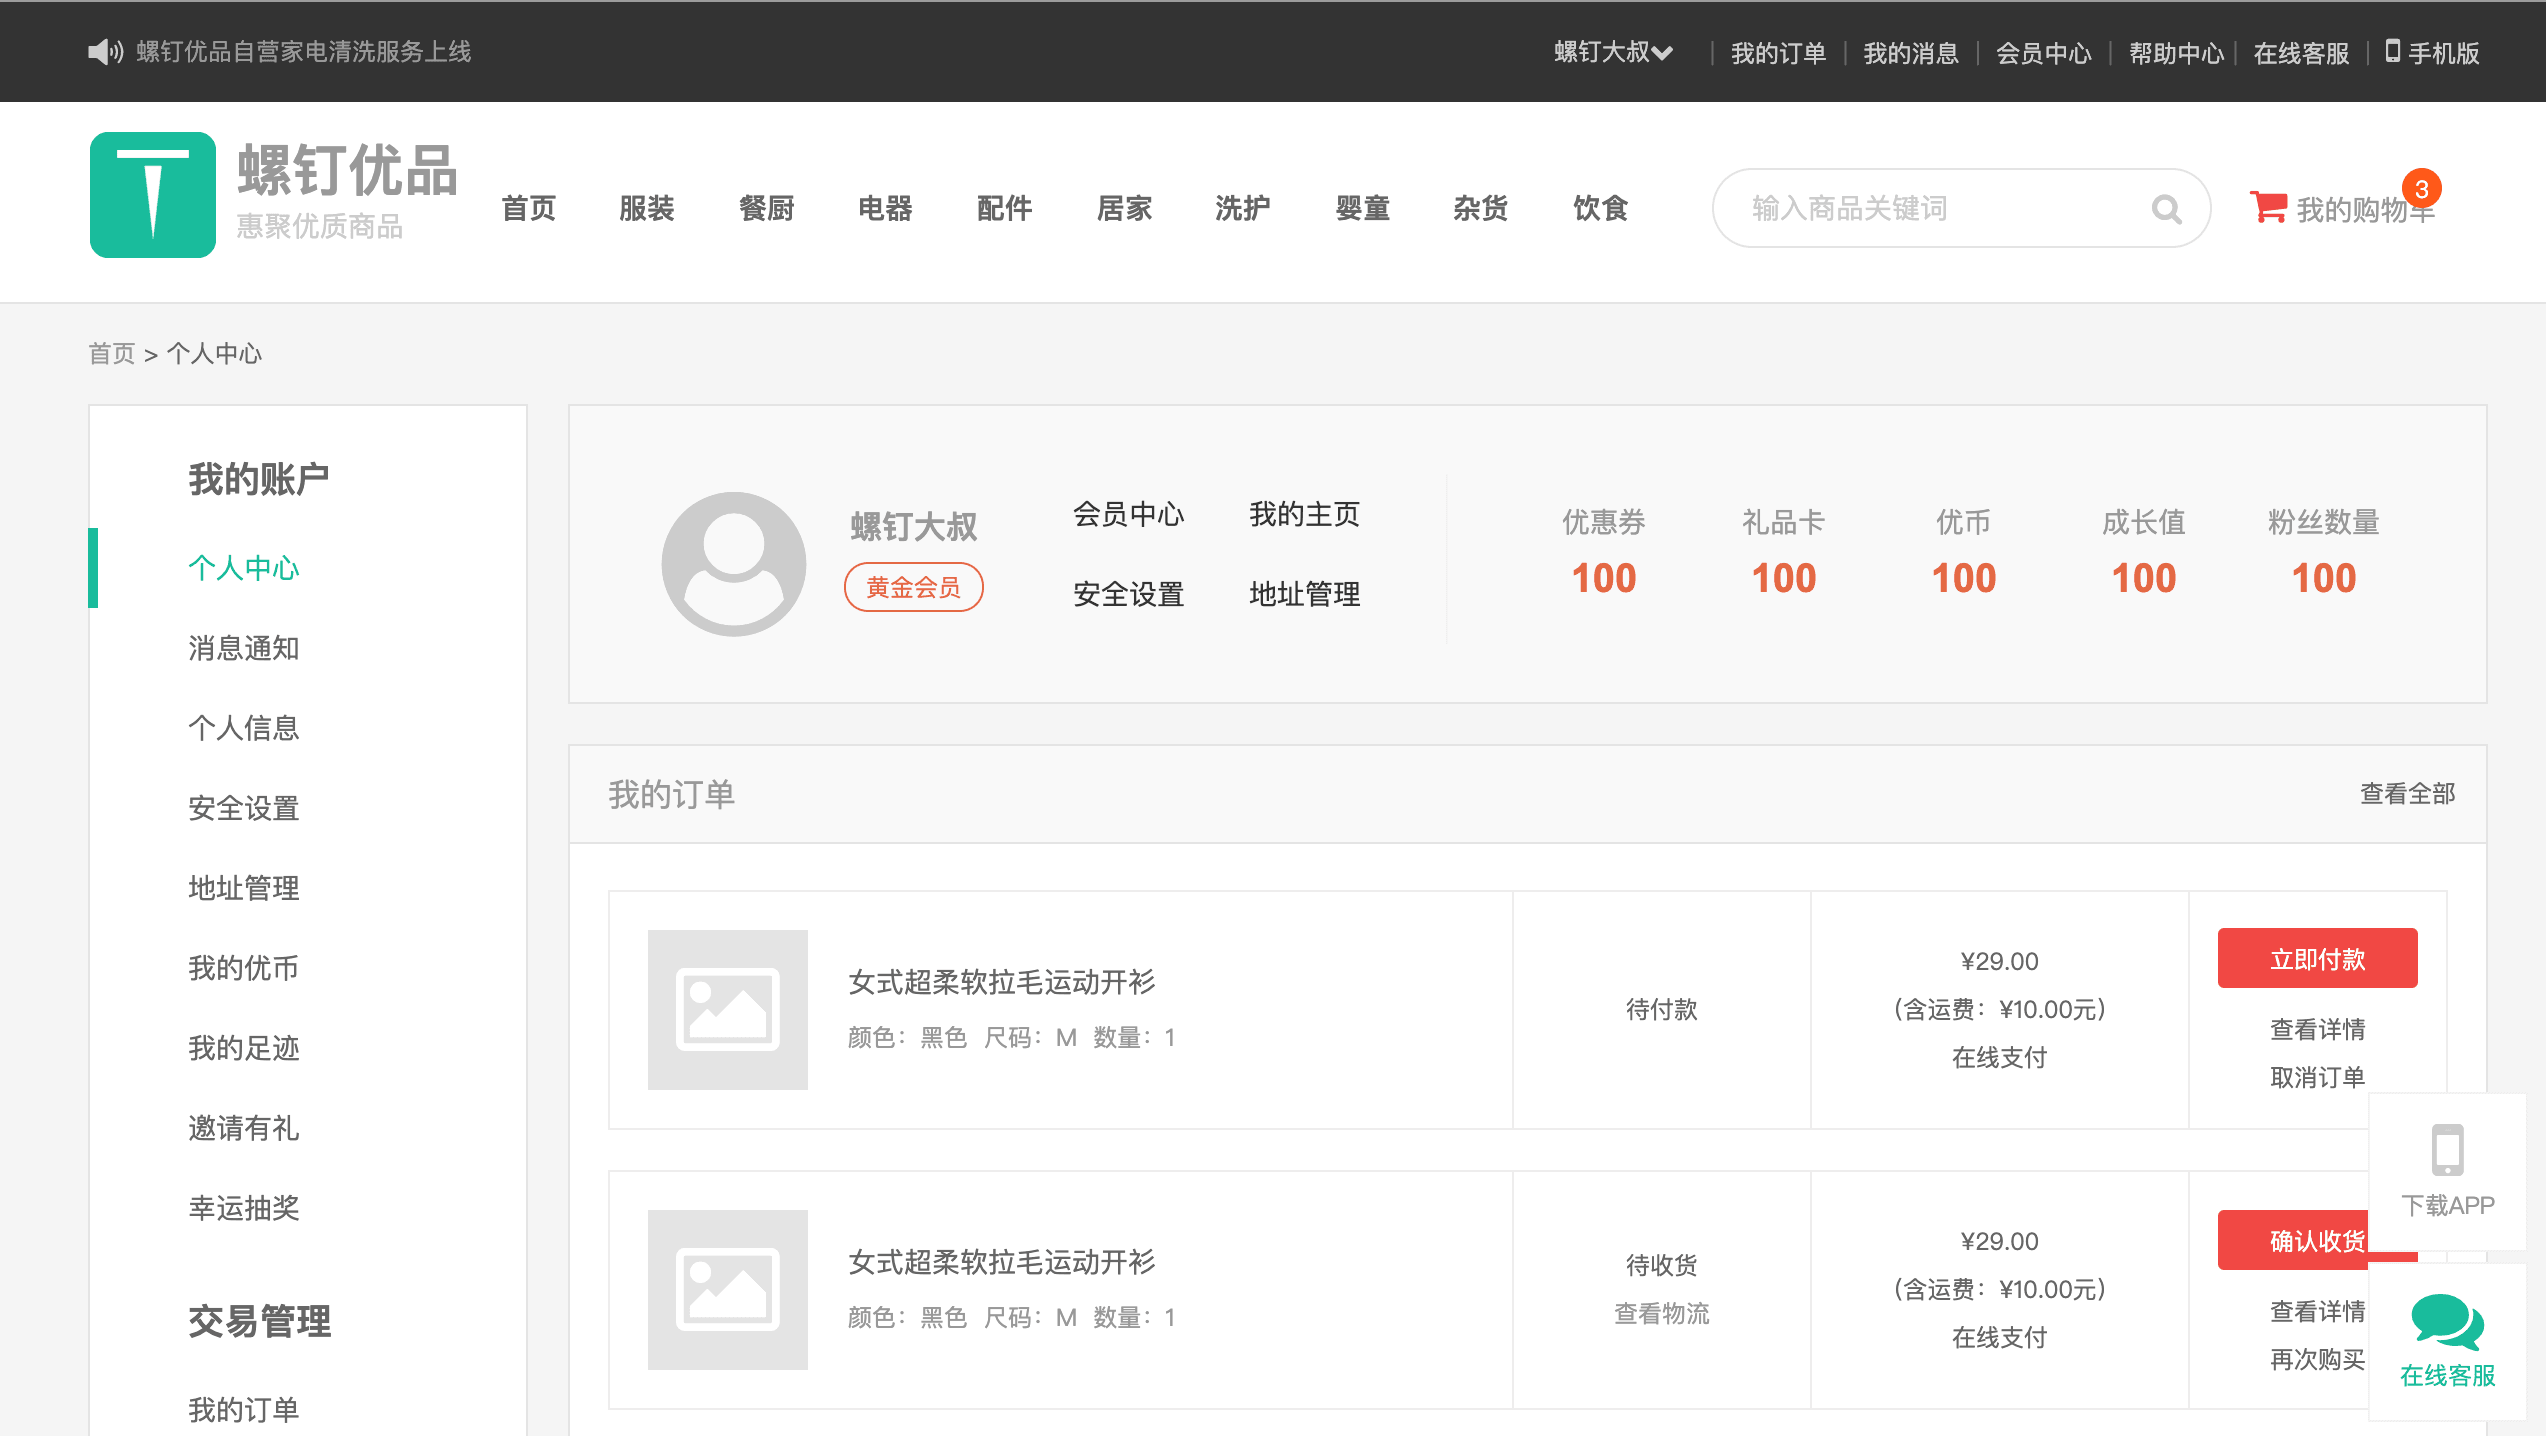 螺钉优品自营家电清洗服务上线
螺钉大叔 | 我的订单 | 我的消息 | 会员中心 | 帮助中心 | 在线客服 | 手机版
螺钉优品
惠聚优质商品
首页 服装 餐厨 电器 配件 居家 洗护 婴童 杂货 饮食
输入商品关键词
我的购物车
3
首页 > 个人中心
我的账户
个人中心
消息通知
个人信息
安全设置
地址管理
我的优币
我的足迹
邀请有礼
幸运抽奖
交易管理
我的订单
螺钉大叔
黄金会员
会员中心 我的主页
安全设置 地址管理
优惠券 礼品卡 优币 成长值 粉丝数量
100 100 100 100 100
我的订单
查看全部
女式超柔软拉毛运动开衫
颜色：黑色 尺码：M 数量：1
待付款
¥29.00
（含运费：¥10.00元）
在线支付
立即付款
查看详情
取消订单
女式超柔软拉毛运动开衫
颜色：黑色 尺码：M 数量：1
待收货
查看物流
¥29.00
（含运费：¥10.00元）
在线支付
确认收货
查看详情
再次购买
下载APP
在线客服